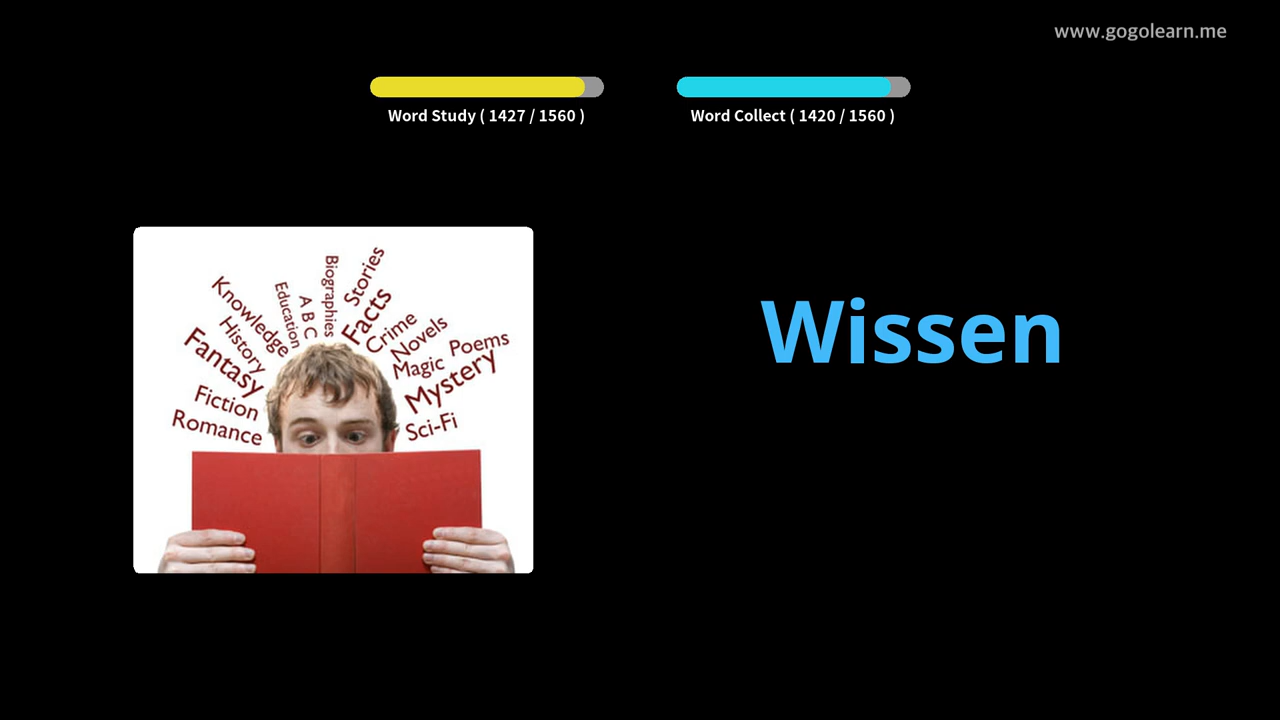 www.gogolearn.me
Word Study ( 1427 / 1560 )
Word Collect ( 1420 / 1560 )
Wissen
Romance
Fiction
Fantasy
History
Knowledge
Education
A B C
Biographies
Stories
Facts
Crime
Novels
Magic
Poems
Mystery
Sci-Fi